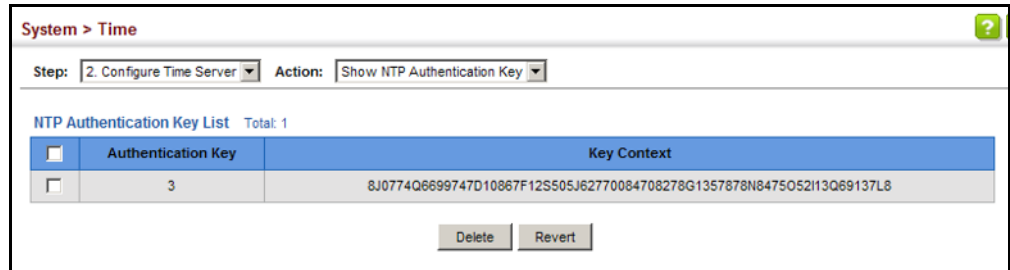 System > Time
?
Step: 2. Configure Time Server Action: Show NTP Authentication Key
NTP Authentication Key List Total: 1
Authentication Key Key Context
3 8J0774Q6699747D10867F12S505J62770084708278G1357878N8475O52I13Q69137L8
Delete Revert